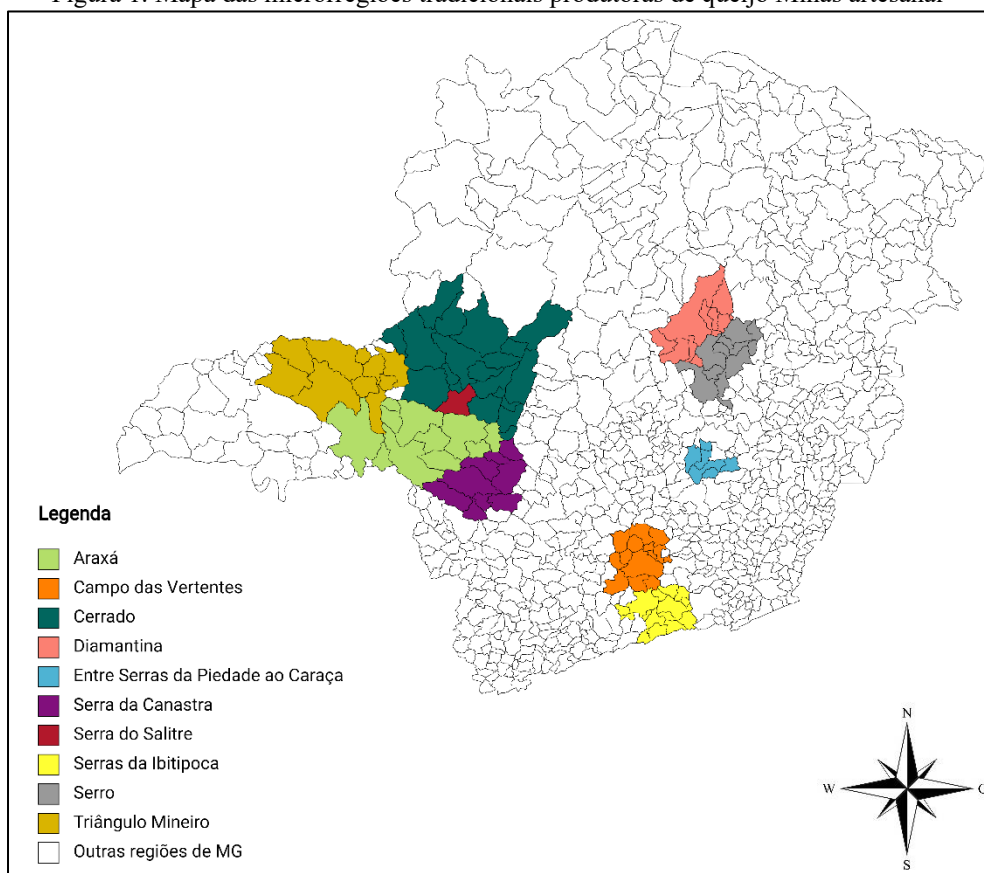 Figura 1. Mapa das microrregiões tradicionais produtoras de queijo Minas artesanal
Legenda
Araxá
Campo das Vertentes
Cerrado
Diamantina
Entre Serras da Piedade ao Caraça
Serra da Canastra
Serra do Salitre
Serras da Ibitipoca
Serro
Triângulo Mineiro
Outras regiões de MG
N
W
S